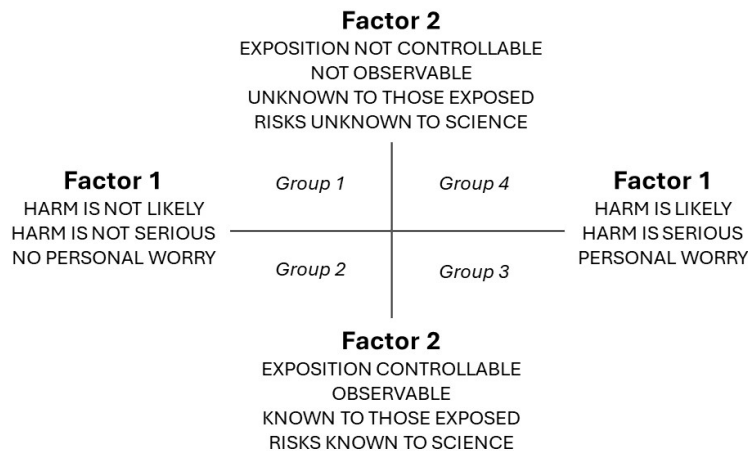 Factor 2
EXPOSITION NOT CONTROLLABLE
NOT OBSERVABLE
UNKNOWN TO THOSE EXPOSED
RISKS UNKNOWN TO SCIENCE
Factor 1
HARM IS NOT LIKELY
HARM IS NOT SERIOUS
NO PERSONAL WORRY
Group 1
Group 4
Group 2
Group 3
Factor 1
HARM IS LIKELY
HARM IS SERIOUS
PERSONAL WORRY
Factor 2
EXPOSITION CONTROLLABLE
OBSERVABLE
KNOWN TO THOSE EXPOSED
RISKS KNOWN TO SCIENCE